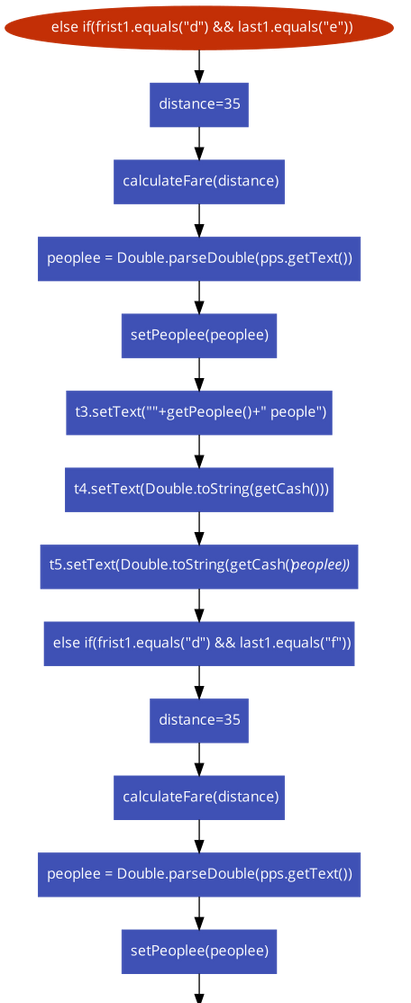 else if(frist1.equals("d") && last1.equals("e"))
distance=35
calculateFare(distance)
peoplee = Double.parseDouble(pps.getText())
setPeoplee(peoplee)
t3.setText(""+getPeoplee()+" people")
t4.setText(Double.toString(getCash()))
t5.setText(Double.toString(getCash()peoplee))
else if(frist1.equals("d") && last1.equals("f"))
distance=35
calculateFare(distance)
peoplee = Double.parseDouble(pps.getText())
setPeoplee(peoplee)